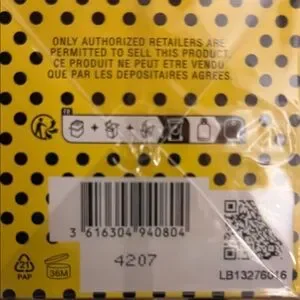 ONLY AUTHORIZED RETAILERS ARE
PERMITTED TO SELL THIS PRODUCT.
CE PRODUIT NE PEUT ETRE VENDU
QUE PAR LES DEPOSITAIRES AGREES.
FR
3 616304 940804
4207
21
PAP
36M
LB13276616